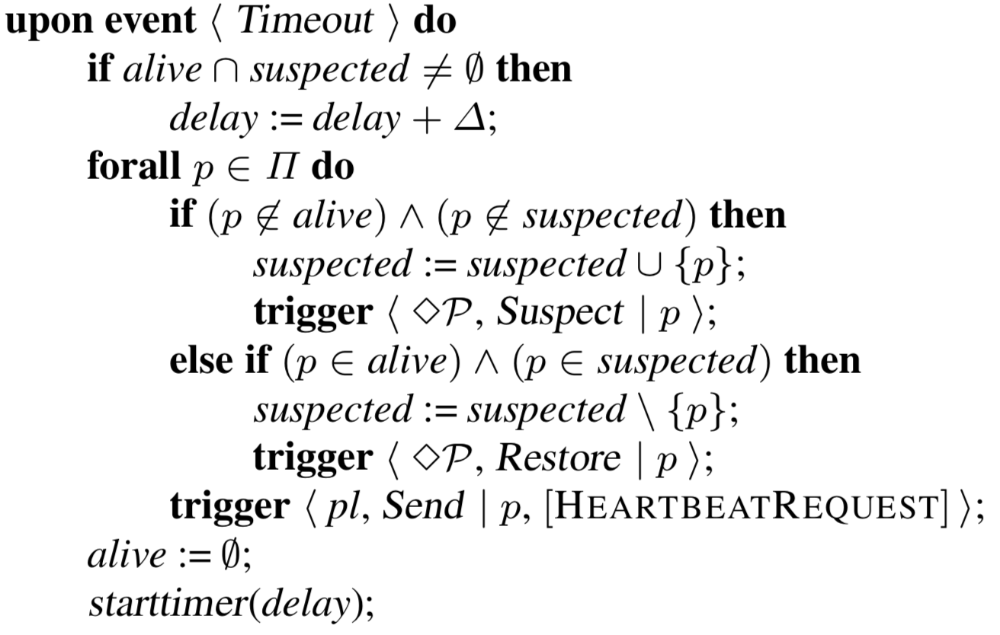 upon event ⟨ Timeout ⟩ do
if alive ∩ suspected ≠ ∅ then
delay := delay + Δ;
forall p ∈ Π do
if (p ∉ alive) ∧ (p ∉ suspected) then
suspected := suspected ∪ {p};
trigger ⟨ ◇𝒫, Suspect | p ⟩;
else if (p ∈ alive) ∧ (p ∈ suspected) then
suspected := suspected \ {p};
trigger ⟨ ◇𝒫, Restore | p ⟩;
trigger ⟨ pl, Send | p, [HEARTBEATREQUEST] ⟩;
alive := ∅;
starttimer(delay);